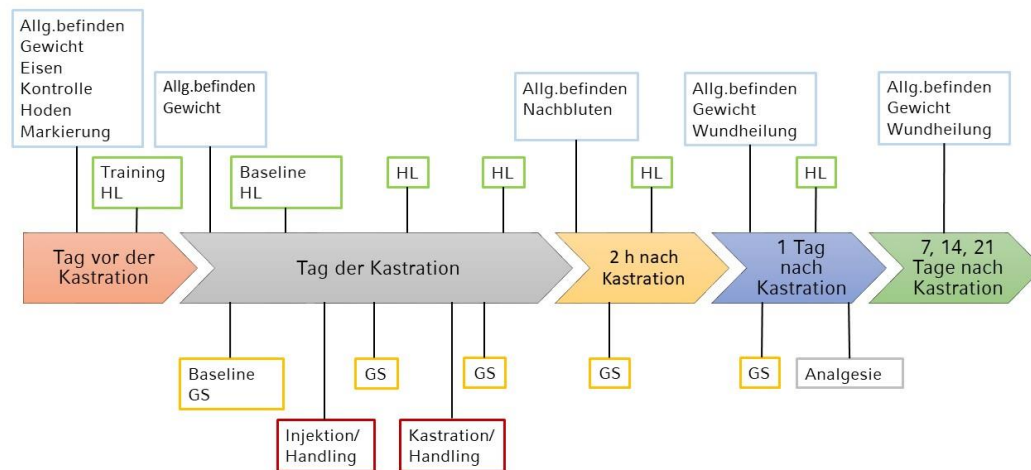 Allg.befinden
Gewicht
Eisen
Kontrolle
Hoden
Markierung
Allg.befinden
Gewicht
Allg.befinden
Nachbluten
Allg.befinden
Gewicht
Wundheilung
Allg.befinden
Gewicht
Wundheilung
Training
HL
Baseline
HL
HL
HL
HL
HL
Tag vor der
Kastration
Tag der Kastration
2 h nach
Kastration
1 Tag
nach
Kastration
7, 14, 21
Tage nach
Kastration
Baseline
GS
GS
GS
GS
GS
Analgesie
Injektion/
Handling
Kastration/
Handling